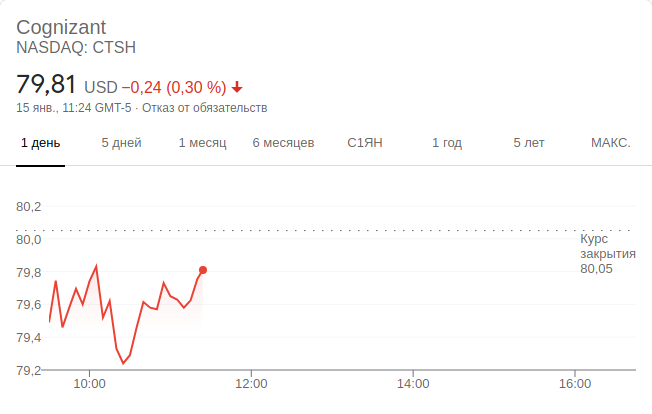 Cognizant
NASDAQ: CTSH
79,81 USD −0,24 (0,30 %)
15 янв., 11:24 GMT-5 · Отказ от обязательств
1 день 5 дней 1 месяц 6 месяцев С1ЯН 1 год 5 лет МАКС.
80,2
80,0
79,8
79,6
79,4
79,2
Курс
закрытия
80,05
10:00 12:00 14:00 16:00